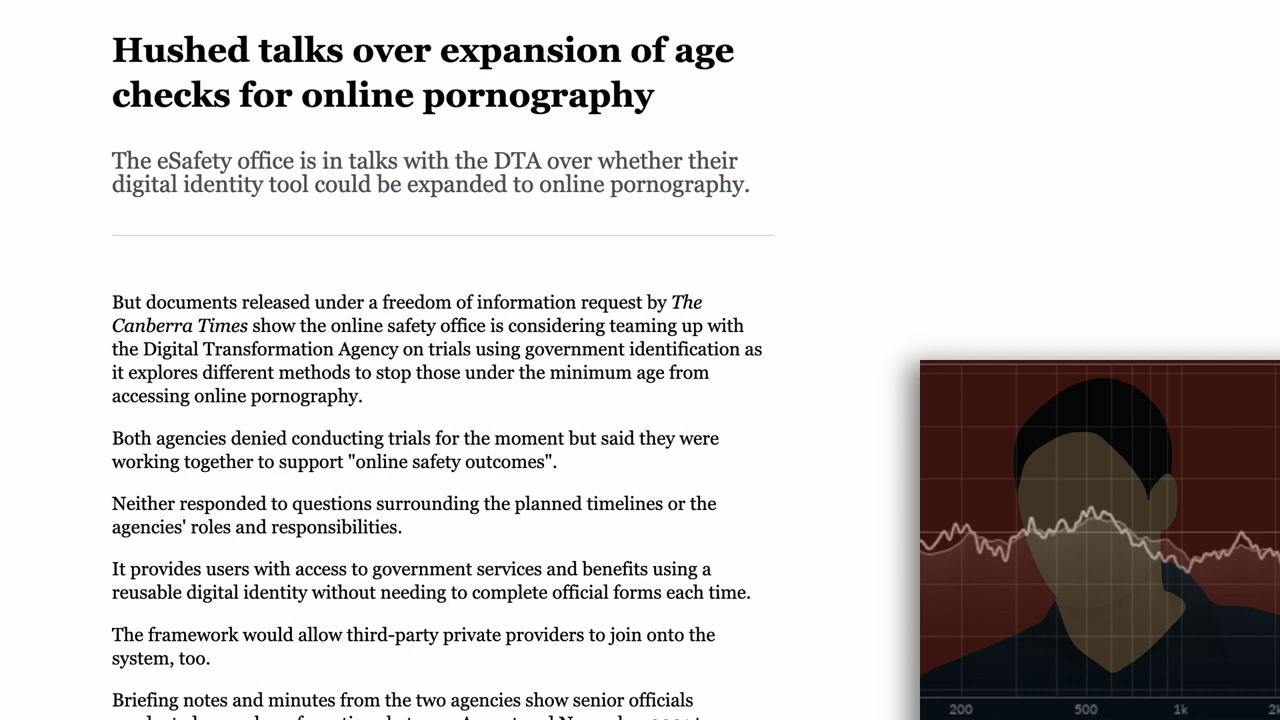 Hushed talks over expansion of age
checks for online pornography
The eSafety office is in talks with the DTA over whether their
digital identity tool could be expanded to online pornography.
But documents released under a freedom of information request by The
Canberra Times show the online safety office is considering teaming up with
the Digital Transformation Agency on trials using government identification as
it explores different methods to stop those under the minimum age from
accessing online pornography.
Both agencies denied conducting trials for the moment but said they were
working together to support "online safety outcomes".
Neither responded to questions surrounding the planned timelines or the
agencies' roles and responsibilities.
It provides users with access to government services and benefits using a
reusable digital identity without needing to complete official forms each time.
The framework would allow third-party private providers to join onto the
system, too.
Briefing notes and minutes from the two agencies show senior officials
200 500 1k